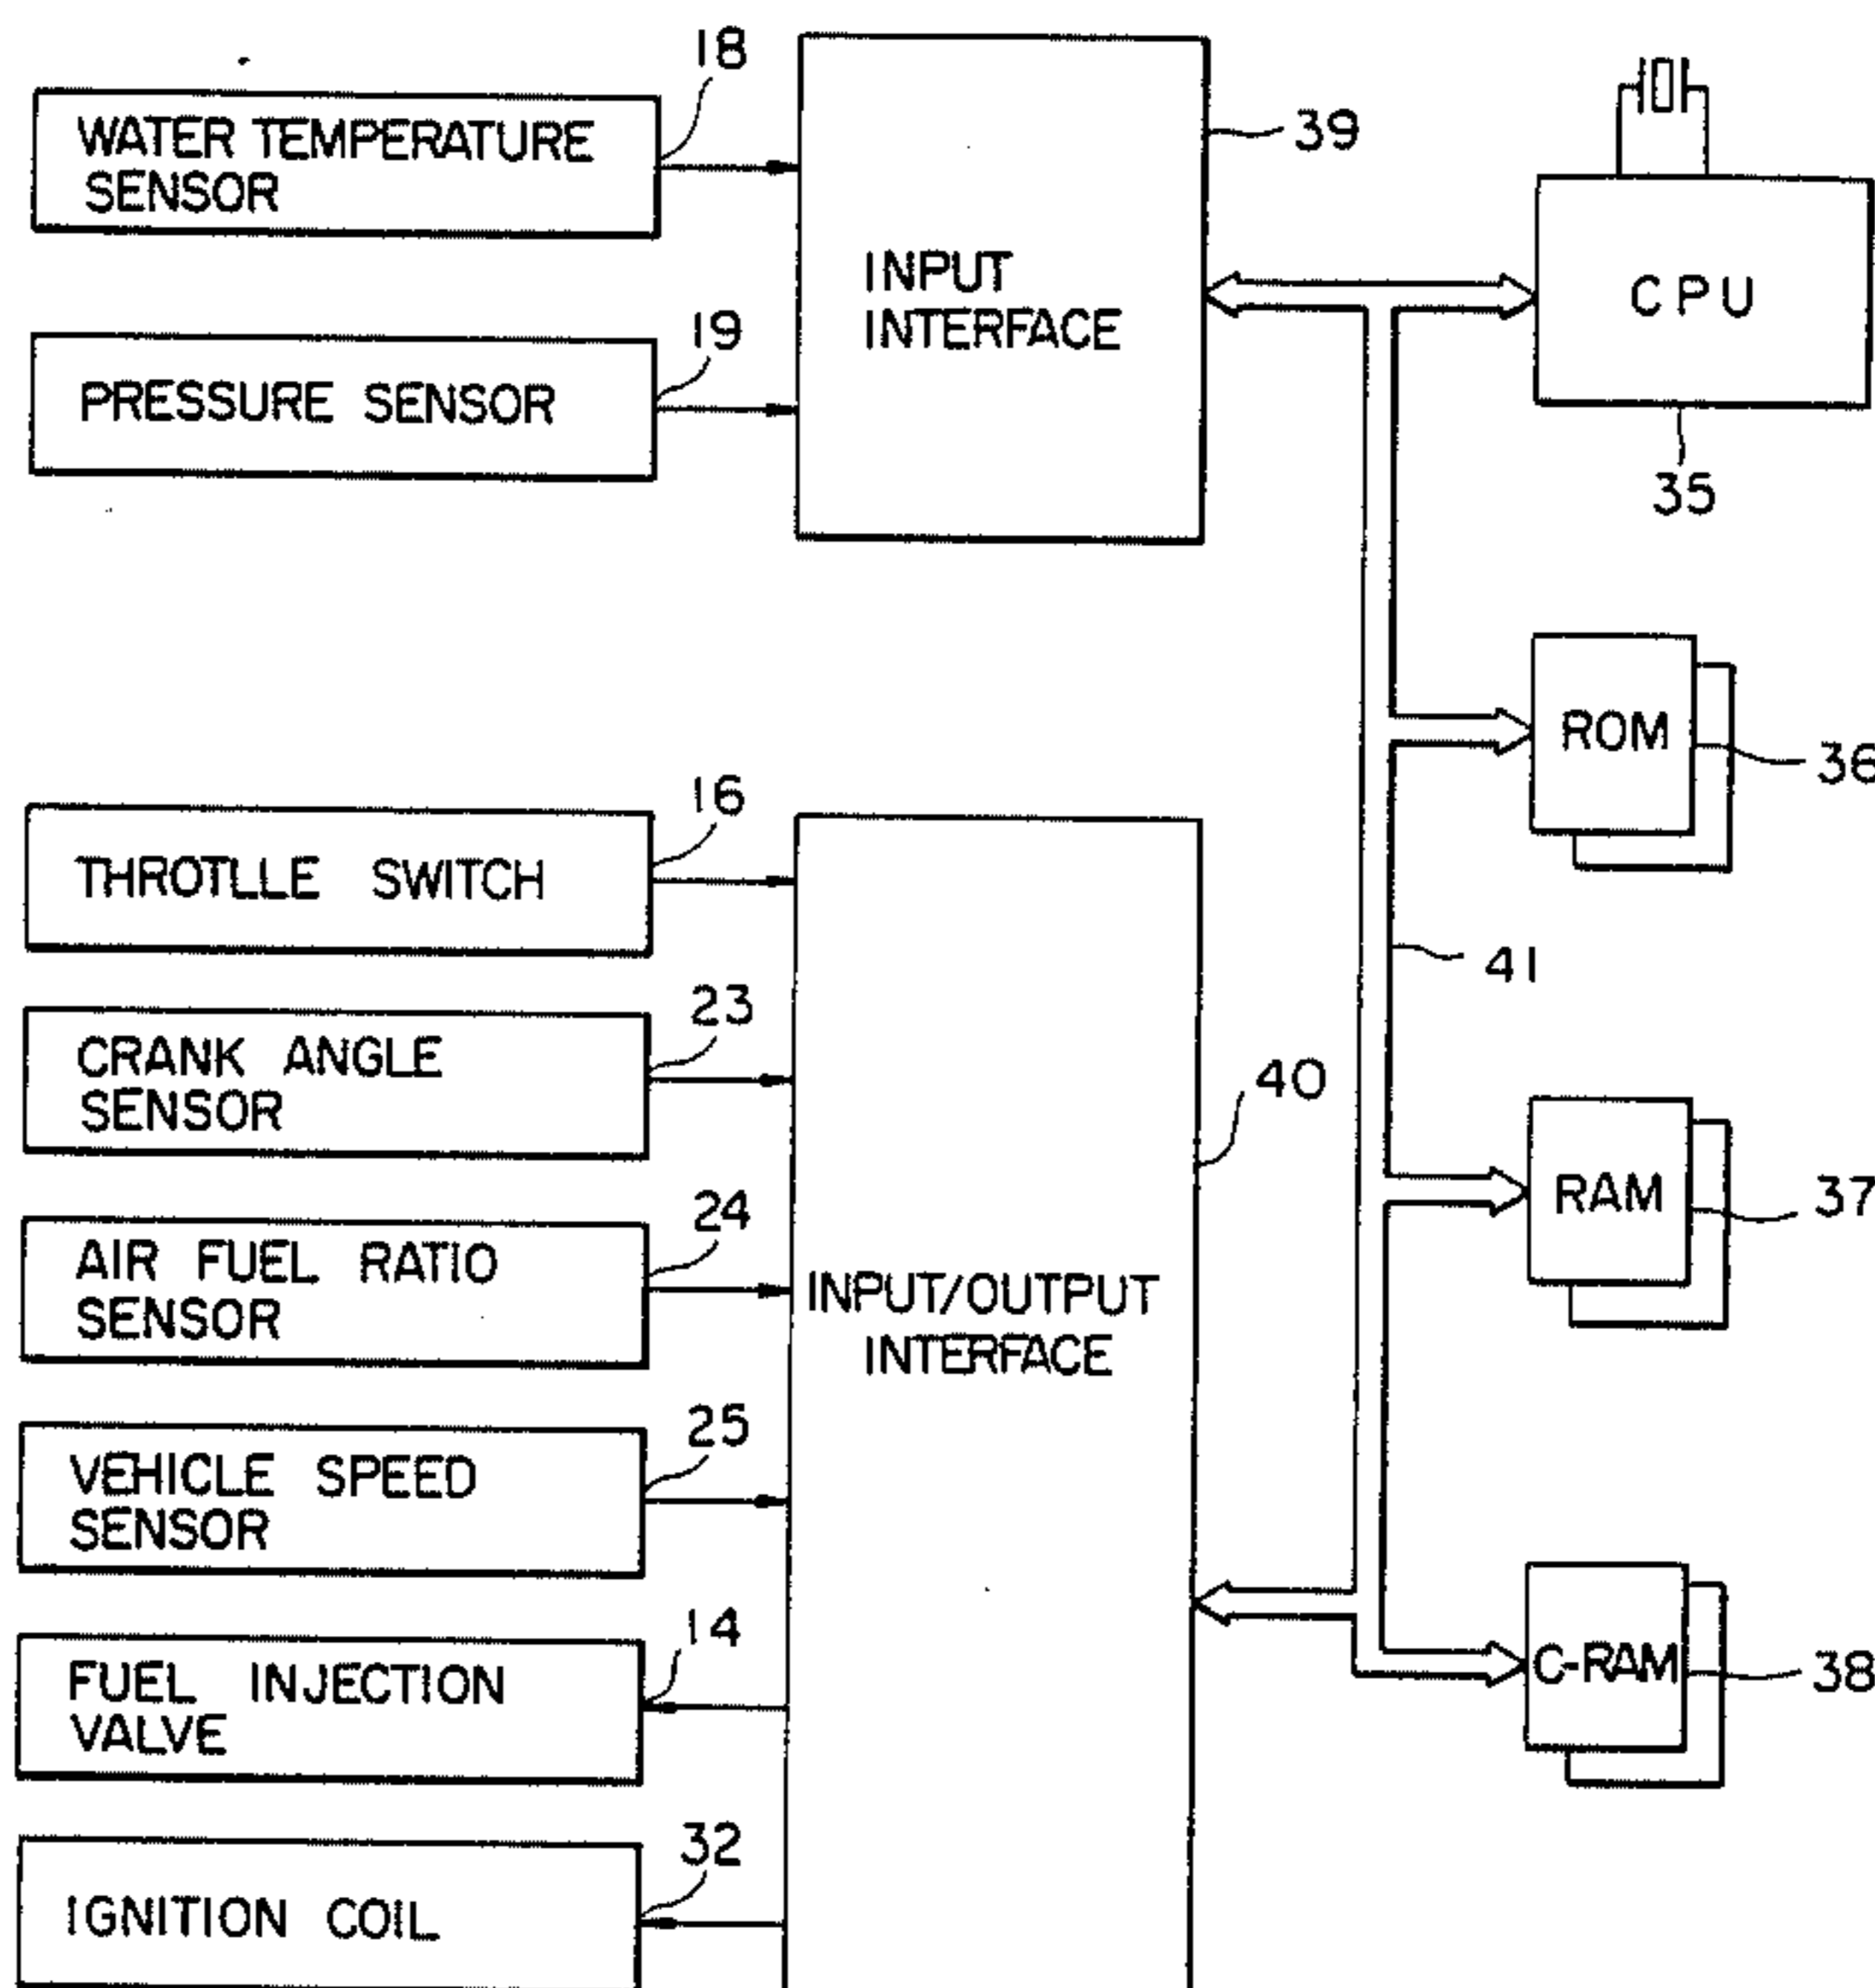 18
WATER TEMPERATURE
SENSOR
39
INPUT
INTERFACE
CPU
19
PRESSURE SENSOR
35
ROM
36
16
THROTLLE SWITCH
41
23
CRANK ANGLE
SENSOR
40
RAM
37
24
AIR FUEL RATIO
SENSOR
INPUT/OUTPUT
INTERFACE
25
VEHICLE SPEED
SENSOR
14
FUEL INJECTION
VALVE
C-RAM
38
32
IGNITION COIL